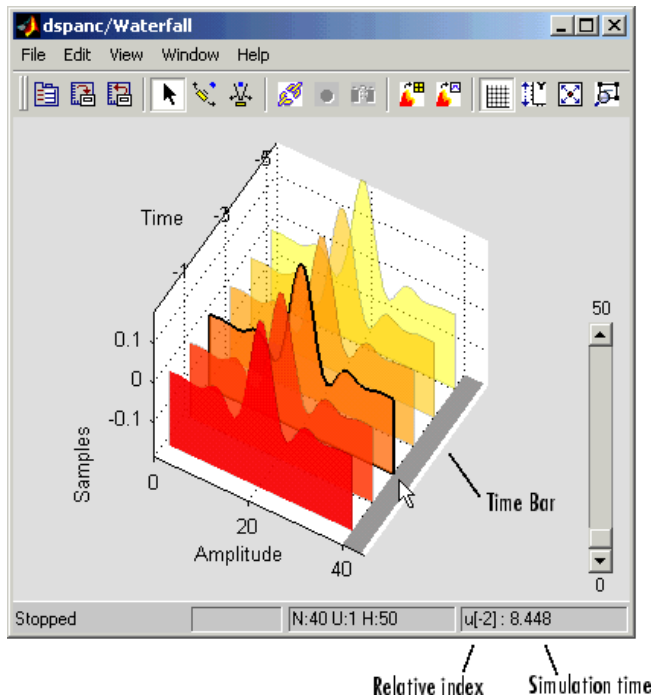 dspanc/Waterfall
File Edit View Window Help
-5
-3
Time
-1
50
0.1
0
-0.1
Samples
0
20
40
Amplitude
Time Bar
0
Stopped N:40 U:1 H:50 u[-2] : 8.448
Relative index Simulation time